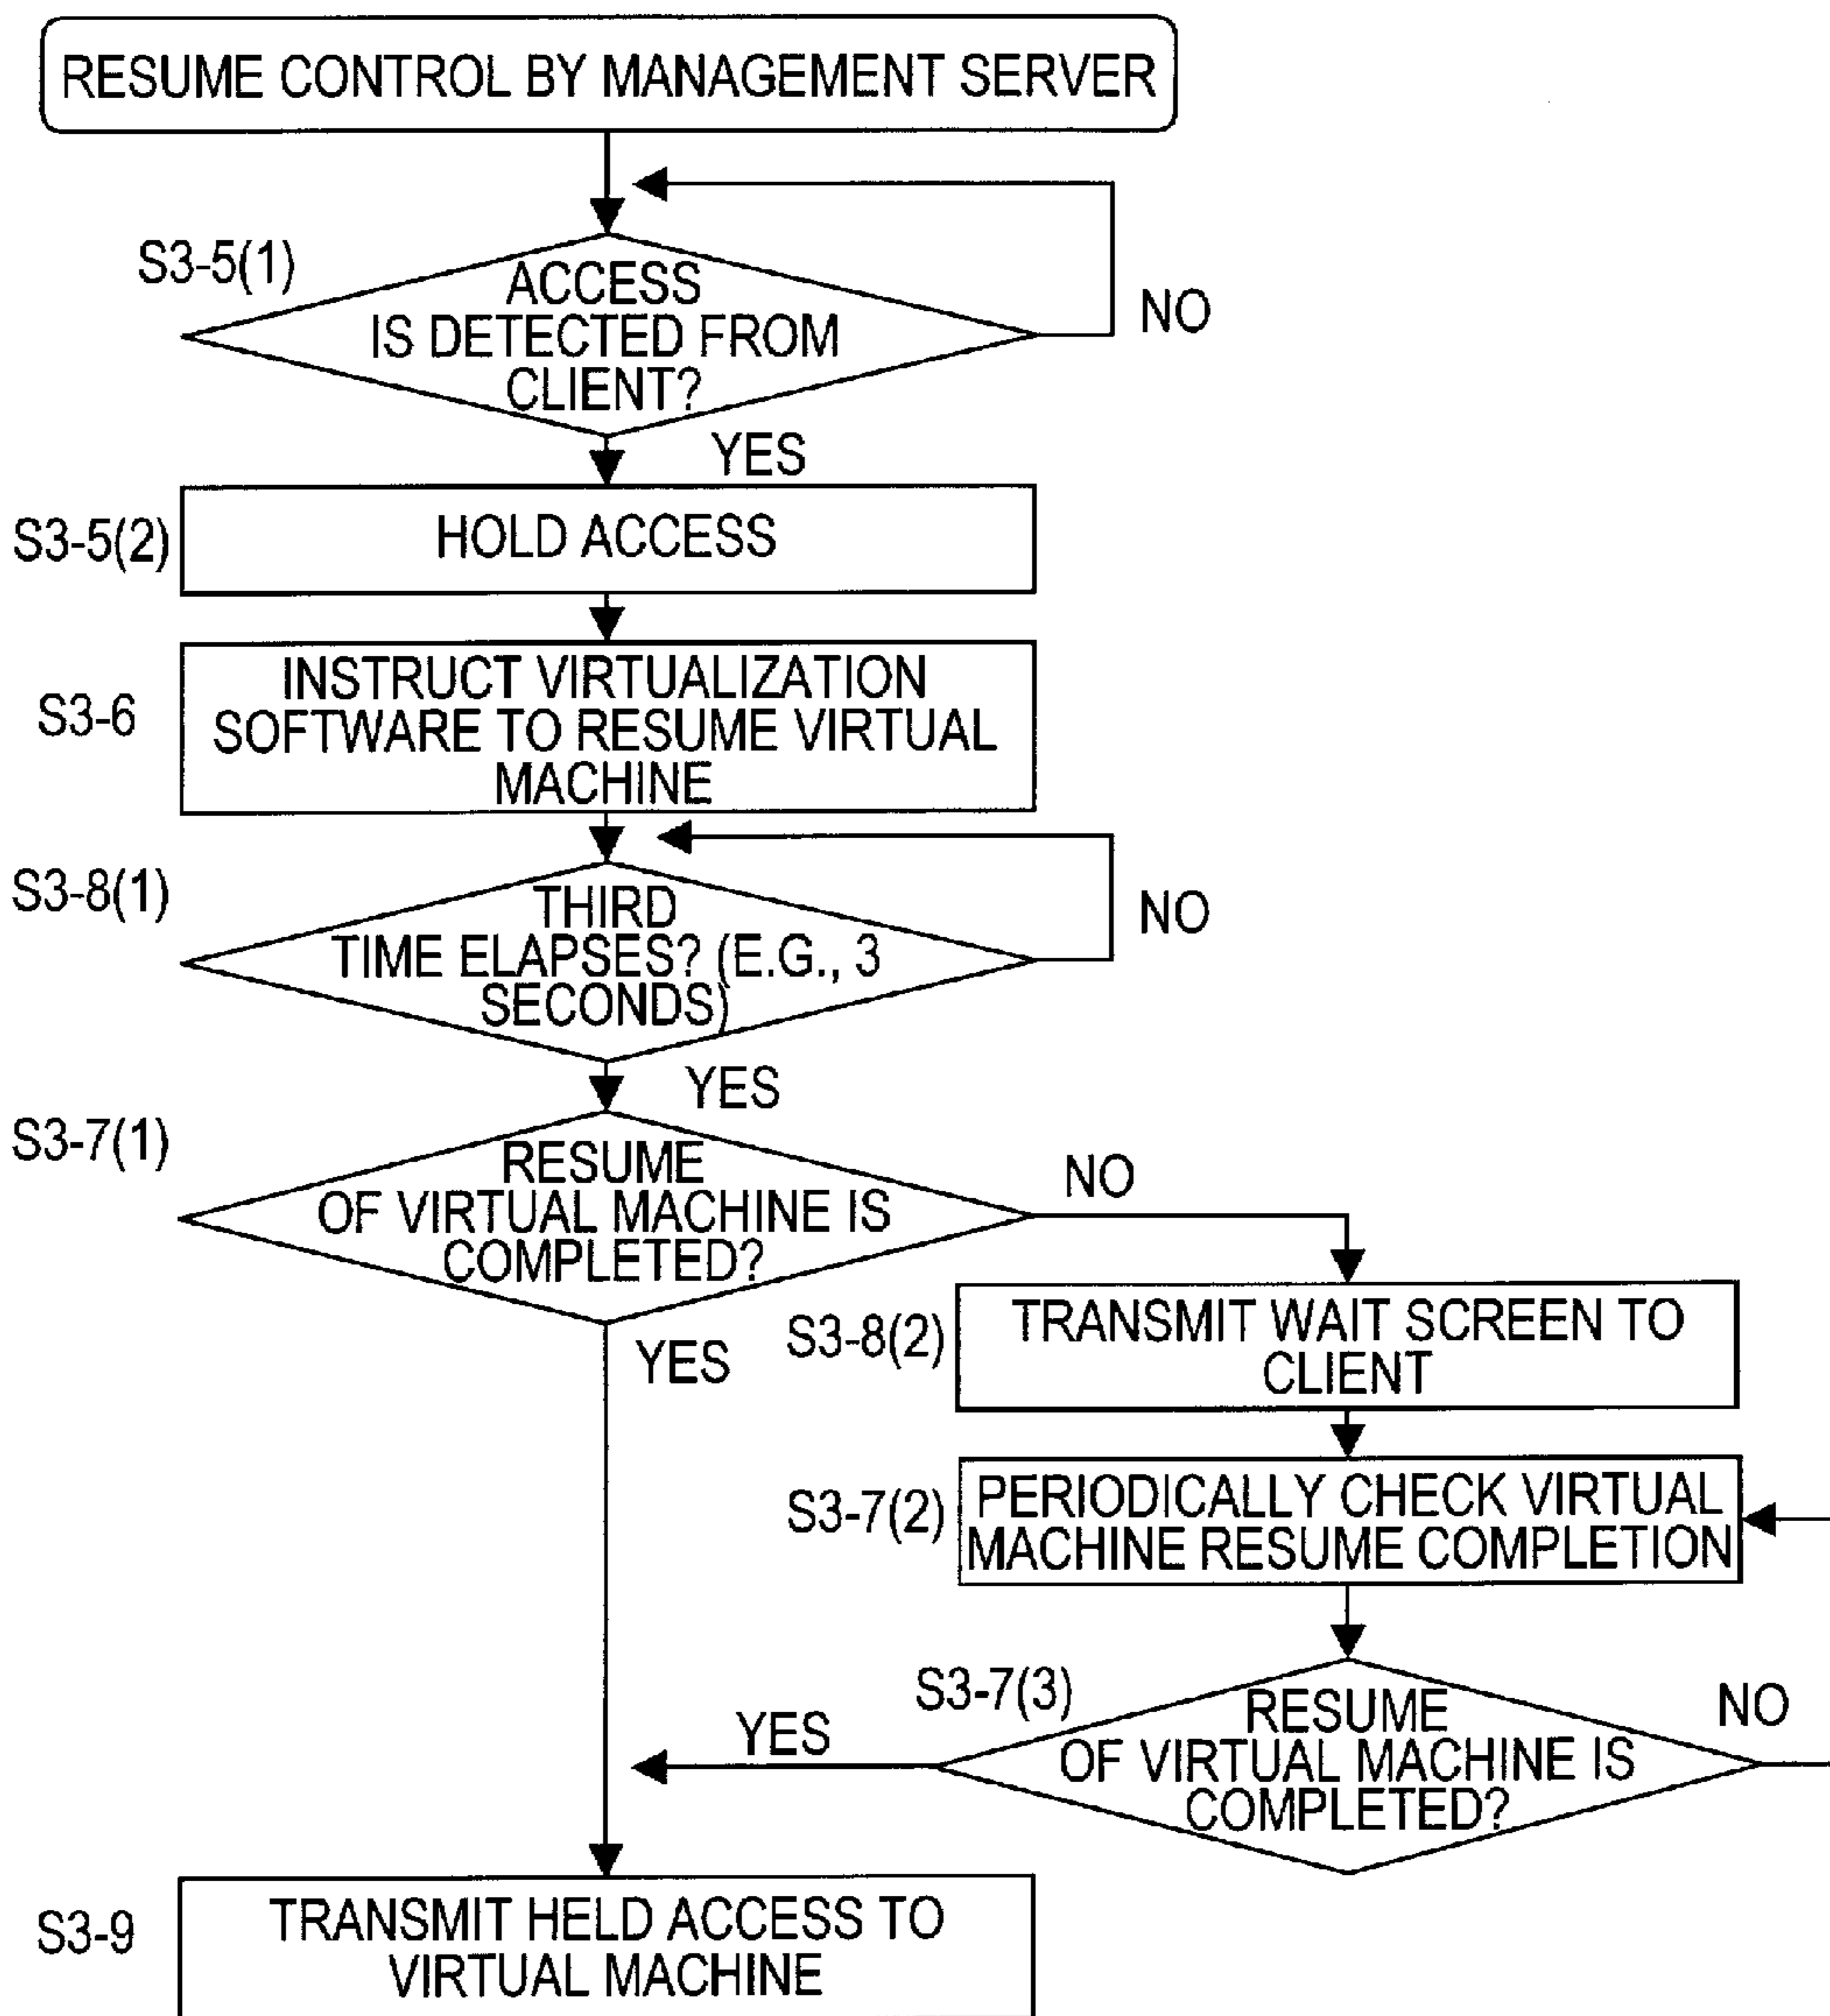 RESUME CONTROL BY MANAGEMENT SERVER
S3-5(1)
ACCESS
IS DETECTED FROM
CLIENT?
NO
YES
S3-5(2)
HOLD ACCESS
S3-6
INSTRUCT VIRTUALIZATION
SOFTWARE TO RESUME VIRTUAL
MACHINE
S3-8(1)
THIRD
TIME ELAPSES? (E.G., 3
SECONDS)
NO
YES
S3-7(1)
RESUME
OF VIRTUAL MACHINE IS
COMPLETED?
NO
YES
S3-8(2)
TRANSMIT WAIT SCREEN TO
CLIENT
S3-7(2)
PERIODICALLY CHECK VIRTUAL
MACHINE RESUME COMPLETION
S3-7(3)
RESUME
OF VIRTUAL MACHINE IS
COMPLETED?
NO
YES
S3-9
TRANSMIT HELD ACCESS TO
VIRTUAL MACHINE